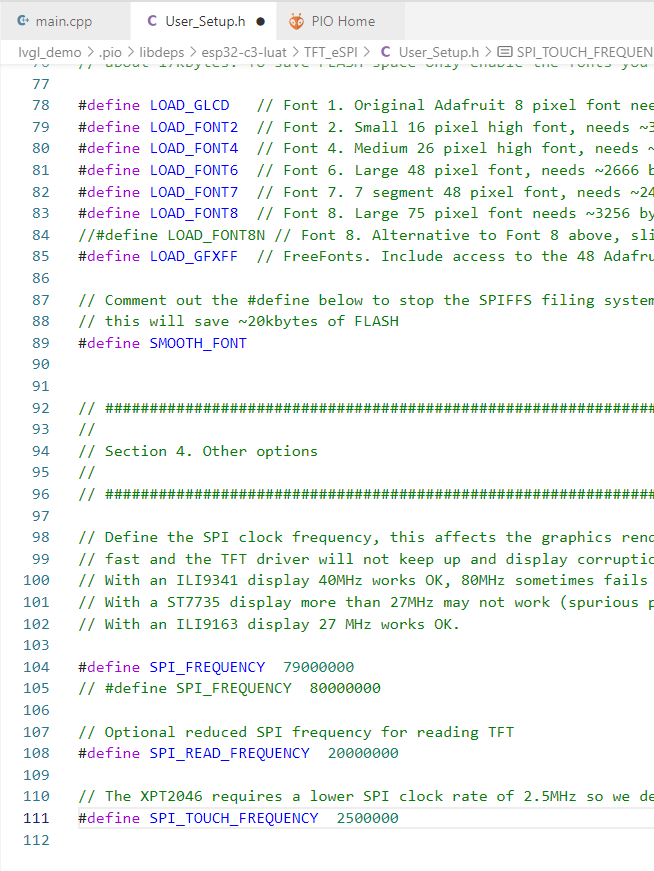 main.cpp User_Setup.h PIO Home
lvgl_demo > .pio > libdeps > esp32-c3-luat > TFT_eSPI > C User_Setup.h > SPI_TOUCH_FREQUEN
76 // about 17kbytes. To save FLASH space only enable the fonts you
77
78 #define LOAD_GLCD // Font 1. Original Adafruit 8 pixel font nee
79 #define LOAD_FONT2 // Font 2. Small 16 pixel high font, needs ~3
80 #define LOAD_FONT4 // Font 4. Medium 26 pixel high font, needs ~
81 #define LOAD_FONT6 // Font 6. Large 48 pixel font, needs ~2666 b
82 #define LOAD_FONT7 // Font 7. 7 segment 48 pixel font, needs ~24
83 #define LOAD_FONT8 // Font 8. Large 75 pixel font needs ~3256 by
84 //#define LOAD_FONT8N // Font 8. Alternative to Font 8 above, sli
85 #define LOAD_GFXFF // FreeFonts. Include access to the 48 Adafru
86
87 // Comment out the #define below to stop the SPIFFS filing system
88 // this will save ~20kbytes of FLASH
89 #define SMOOTH_FONT
90
91
92 // ##############################################################
93 //
94 // Section 4. Other options
95 //
96 // ##############################################################
97
98 // Define the SPI clock frequency, this affects the graphics rend
99 // fast and the TFT driver will not keep up and display corruptio
100 // With an ILI9341 display 40MHz works OK, 80MHz sometimes fails
101 // With a ST7735 display more than 27MHz may not work (spurious p
102 // With an ILI9163 display 27 MHz works OK.
103
104 #define SPI_FREQUENCY 79000000
105 // #define SPI_FREQUENCY 80000000
106
107 // Optional reduced SPI frequency for reading TFT
108 #define SPI_READ_FREQUENCY 20000000
109
110 // The XPT2046 requires a lower SPI clock rate of 2.5MHz so we de
111 #define SPI_TOUCH_FREQUENCY 2500000
112